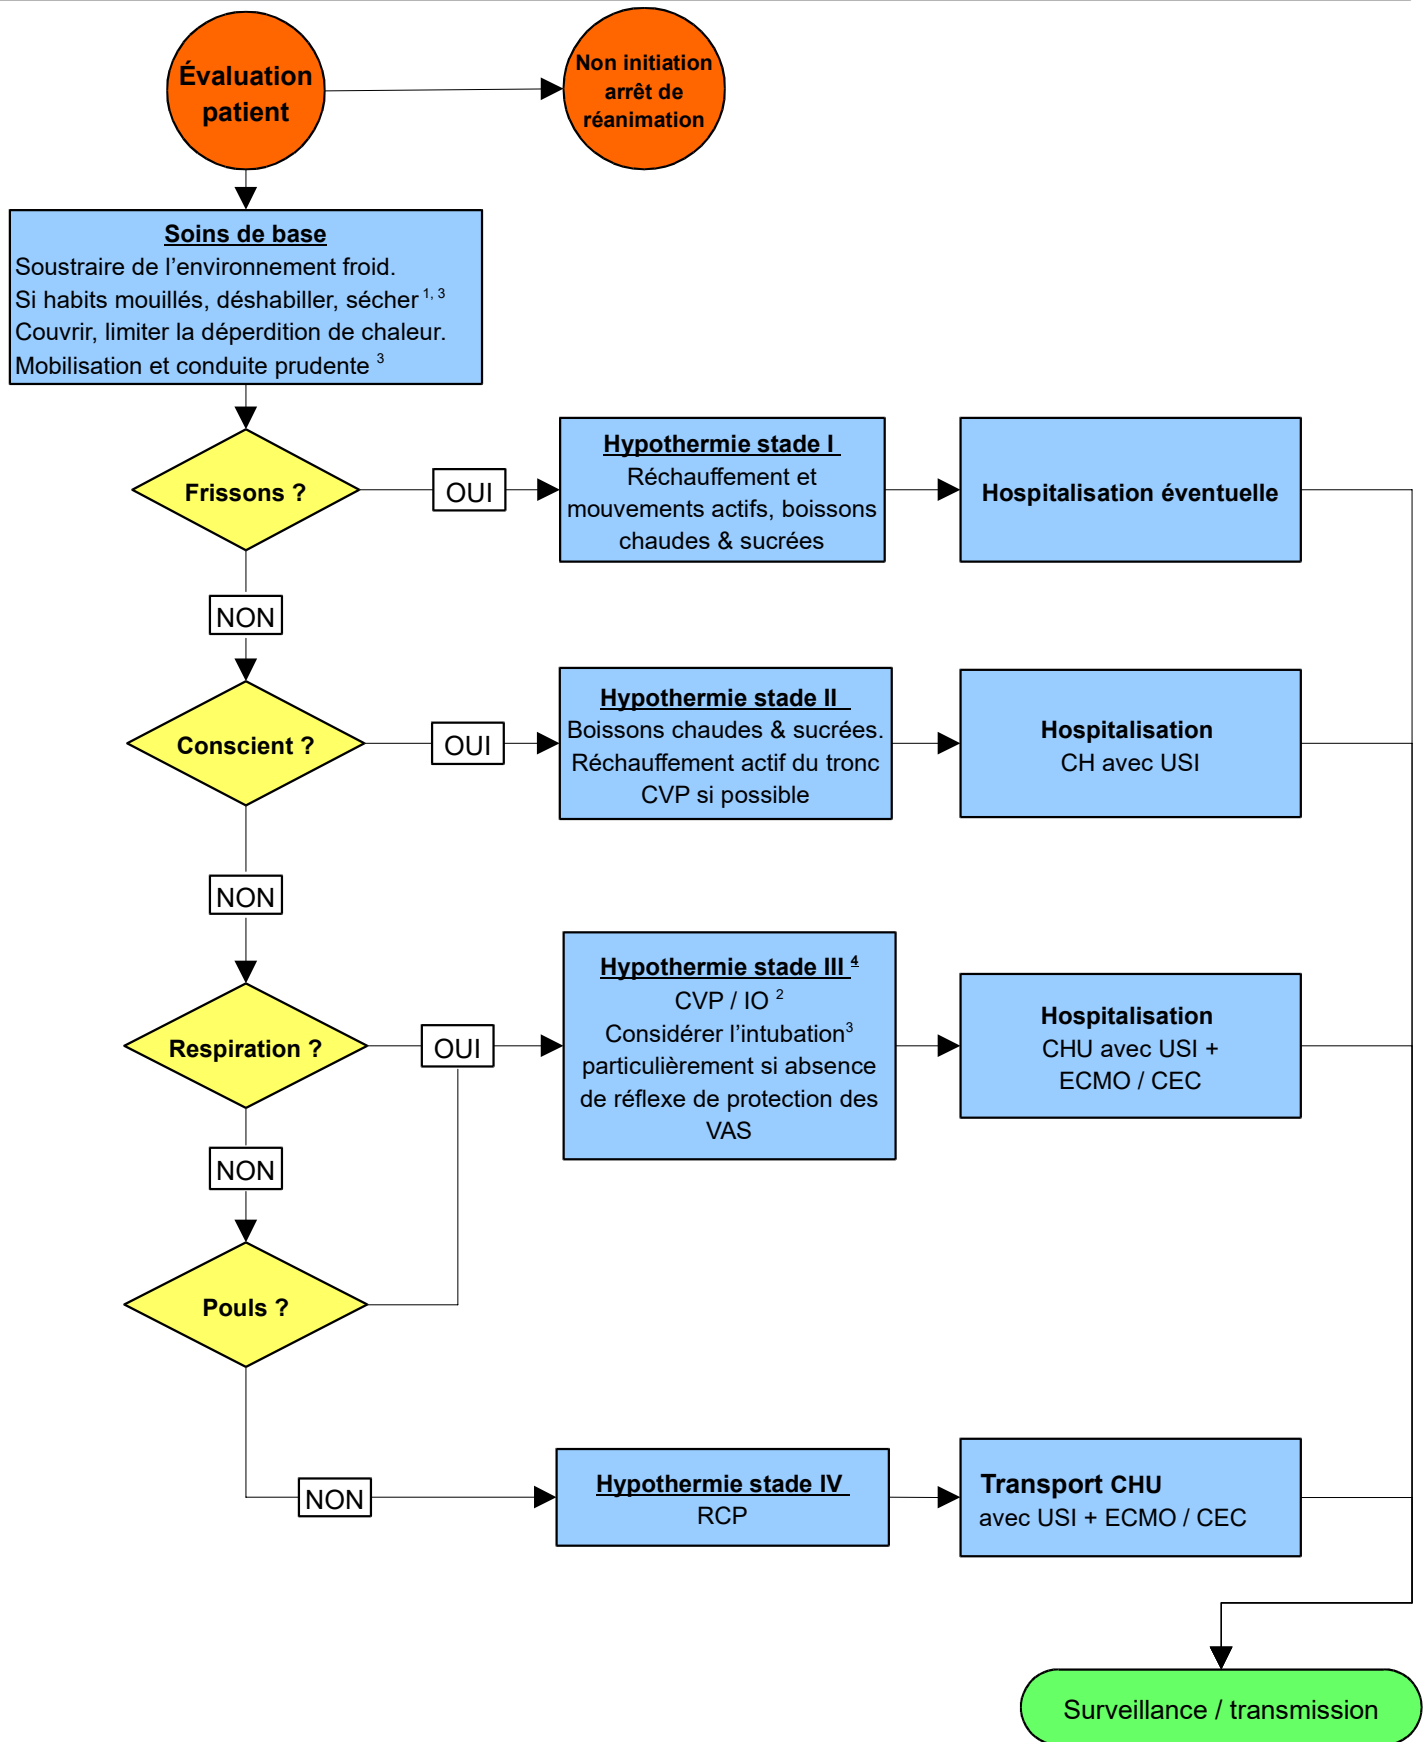 Évaluation
patient
Non initiation
arrêt de
réanimation
Soins de base
Soustraire de l’environnement froid.
Si habits mouillés, déshabiller, sécher 1, 3
Couvrir, limiter la déperdition de chaleur.
Mobilisation et conduite prudente 3
Frissons ?
OUI
Hypothermie stade I
Réchauffement et
mouvements actifs, boissons
chaudes & sucrées
Hospitalisation éventuelle
NON
Conscient ?
OUI
Hypothermie stade II
Boissons chaudes & sucrées.
Réchauffement actif du tronc
CVP si possible
Hospitalisation
CH avec USI
NON
Respiration ?
OUI
Hypothermie stade III 4
CVP / IO 2
Considérer l’intubation3
particulièrement si absence
de réflexe de protection des
VAS
Hospitalisation
CHU avec USI +
ECMO / CEC
NON
Pouls ?
NON
Hypothermie stade IV
RCP
Transport CHU
avec USI + ECMO / CEC
Surveillance / transmission